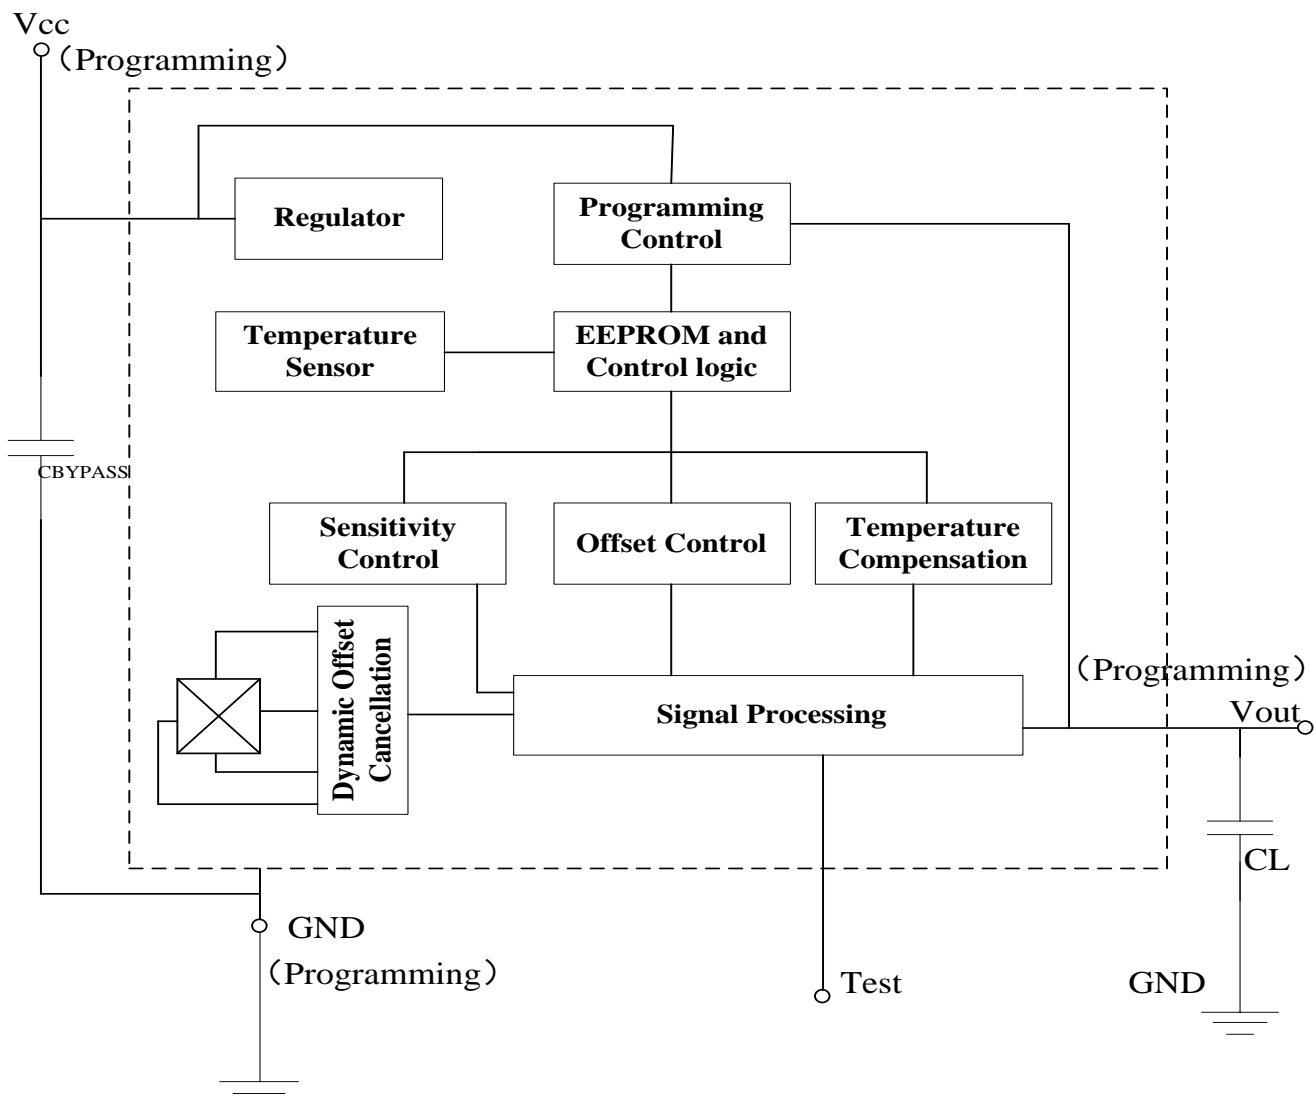 Vcc
（Programming）
Regulator
Programming
Control
Temperature
Sensor
EEPROM and
Control logic
CBYPASS
Sensitivity
Control
Offset Control
Temperature
Compensation
Dynamic Offset
Cancellation
Signal Processing
（Programming）
Vout
CL
GND
（Programming）
Test
GND